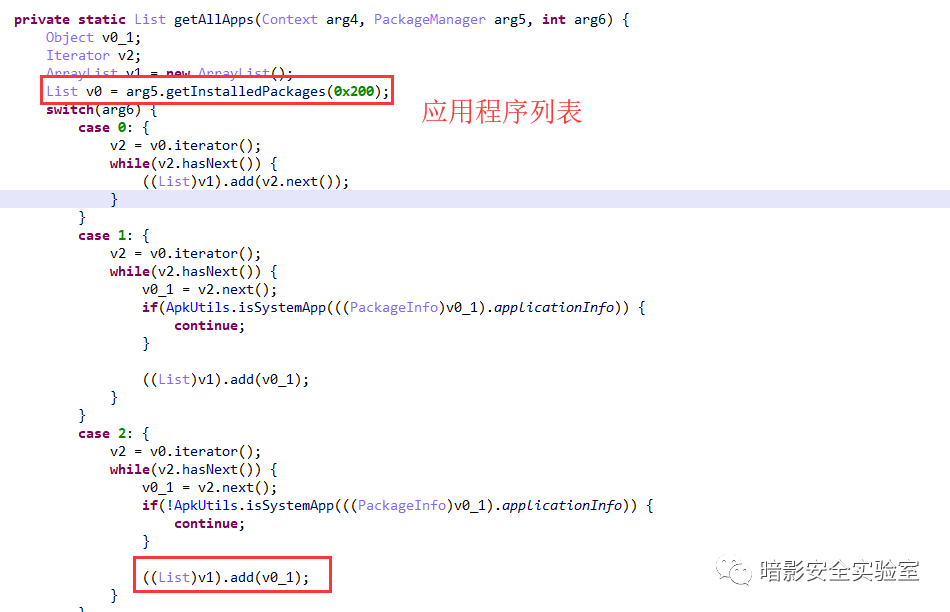 private static List getAllApps(Context arg4, PackageManager arg5, int arg6) {
    Object v0_1;
    Iterator v2;
    ArrayList v1 = new ArrayList();
    List v0 = arg5.getInstalledPackages(0x200);
应用程序列表
    switch(arg6) {
        case 0: {
            v2 = v0.iterator();
            while(v2.hasNext()) {
                ((List)v1).add(v2.next());
            }
        }
        case 1: {
            v2 = v0.iterator();
            while(v2.hasNext()) {
                v0_1 = v2.next();
                if(ApkUtils.isSystemApp(((PackageInfo)v0_1).applicationInfo)) {
                    continue;
                }
                ((List)v1).add(v0_1);
            }
        }
        case 2: {
            v2 = v0.iterator();
            while(v2.hasNext()) {
                v0_1 = v2.next();
                if(!ApkUtils.isSystemApp(((PackageInfo)v0_1).applicationInfo)) {
                    continue;
                }
                ((List)v1).add(v0_1);
            }
        }
暗影安全实验室